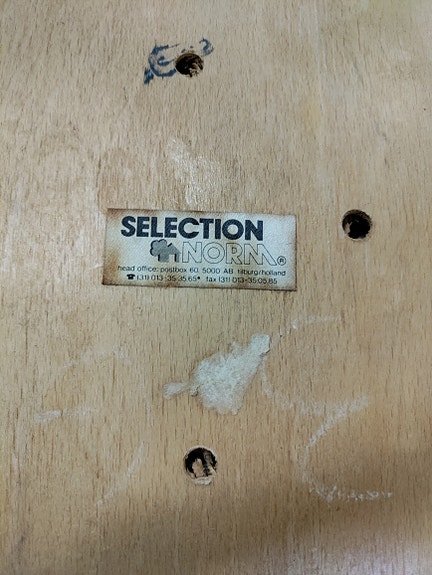 SELECTION
NORM®
head office: postbox 60, 5000 AB tilburg/holland
☎ (31) 013-35.35.65* fax (31) 013-35.05.85